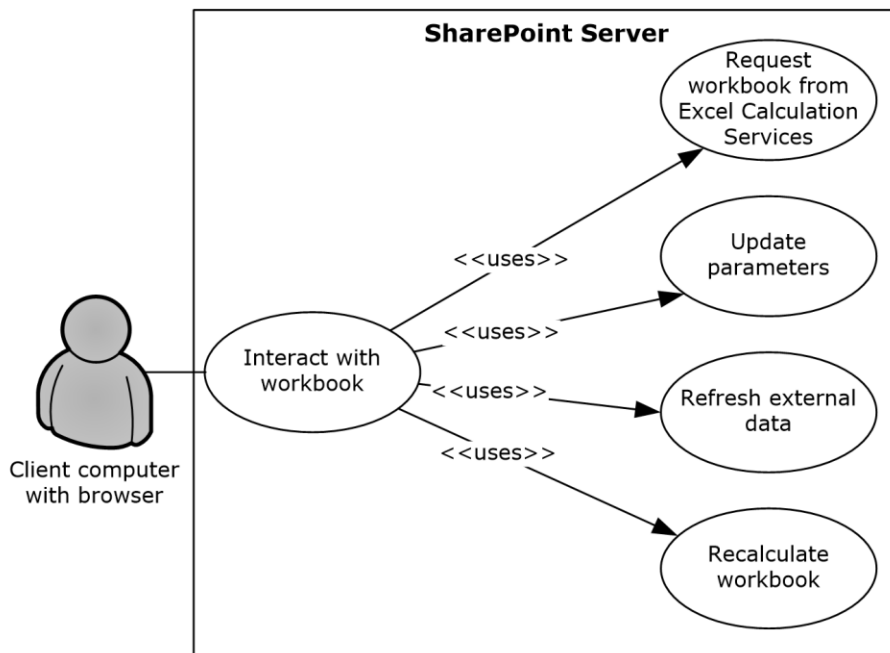 SharePoint Server
Request
workbook from
Excel Calculation
Services
<<uses>>
Update
parameters
<<uses>>
Interact with
workbook
<<uses>>
Refresh external
data
<<uses>>
Client computer
with browser
Recalculate
workbook